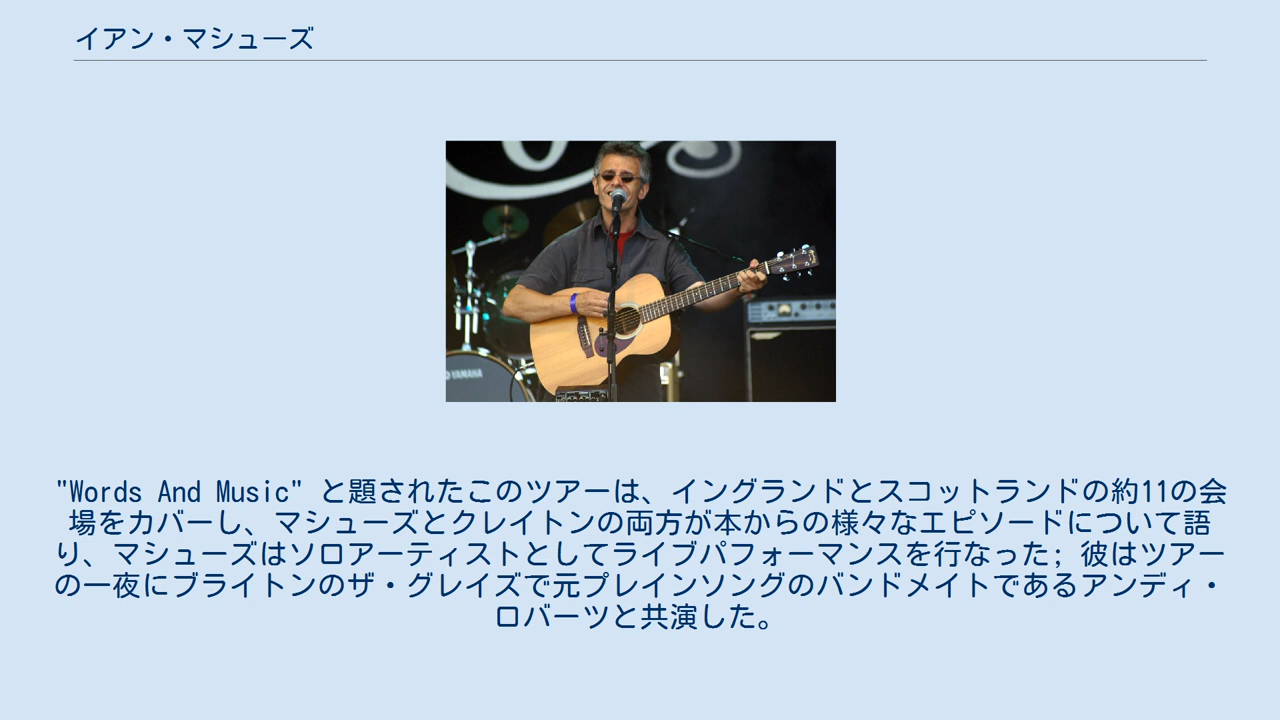 イアン・マシューズ
YAMAHA
"Words And Music" と題されたこのツアーは、イングランドとスコットランドの約11の会
場をカバーし、マシューズとクレイトンの両方が本からの様々なエピソードについて語
り、マシューズはソロアーティストとしてライブパフォーマンスを行なった; 彼はツアー
の一夜にブライトンのザ・グレイズで元プレインソングのバンドメイトであるアンディ・
ロバーツと共演した。